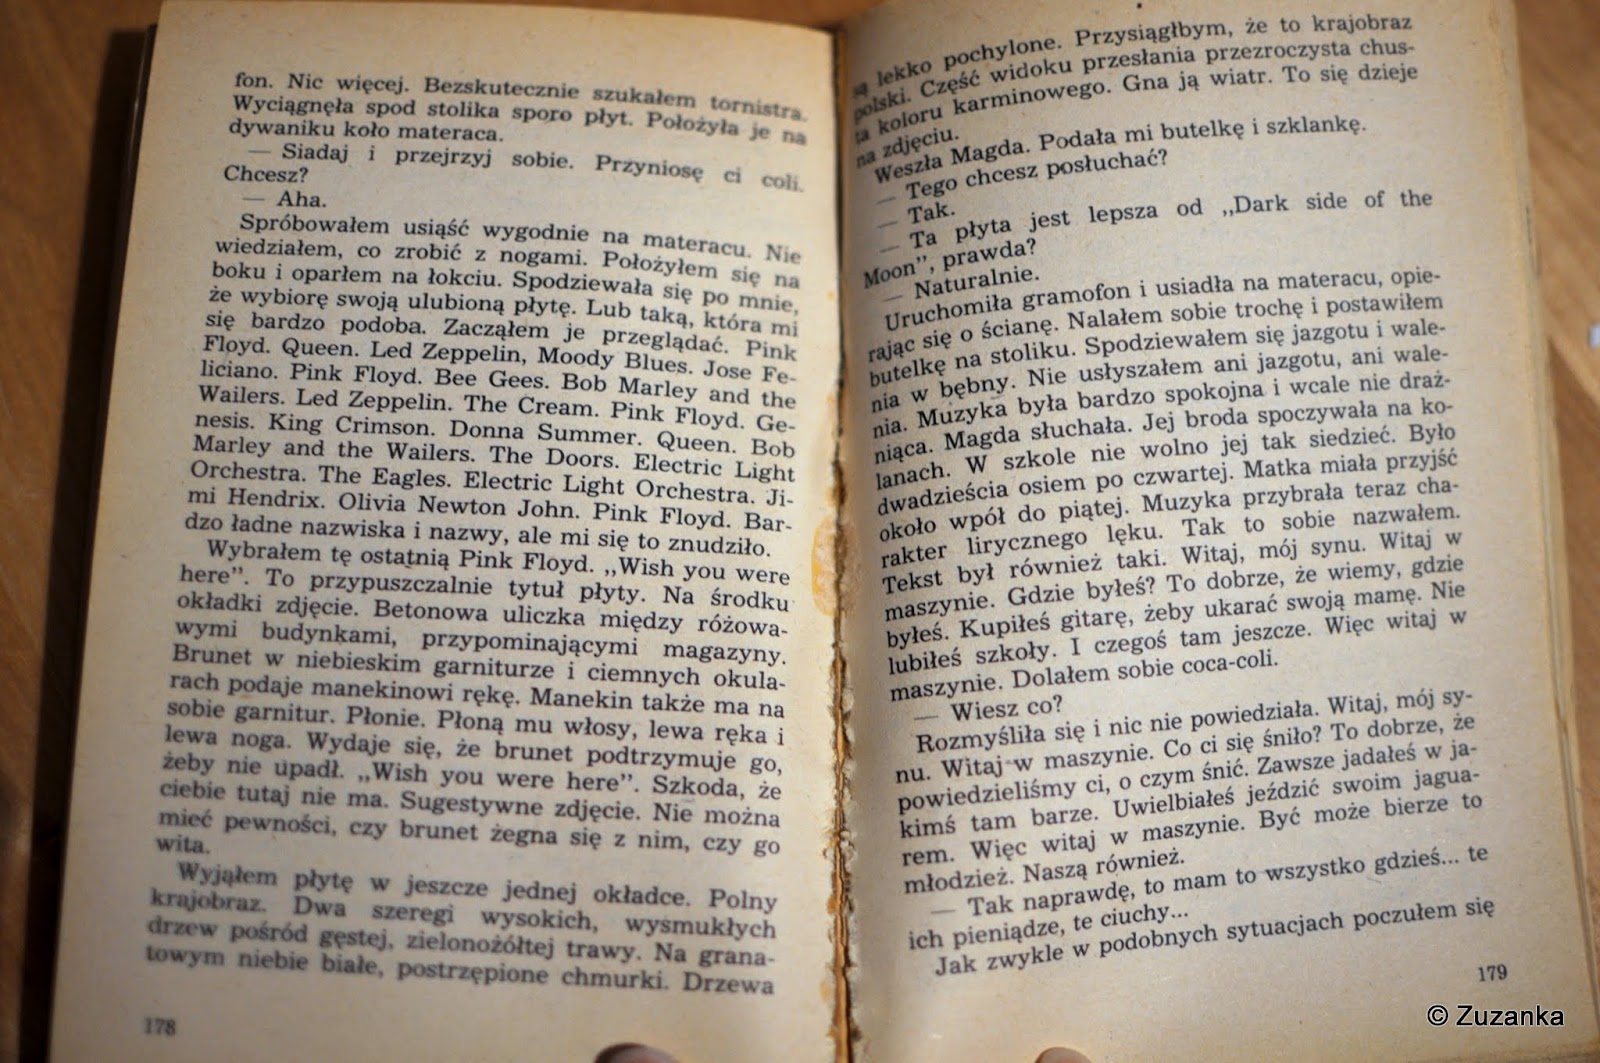 fon. Nic więcej. Bezskutecznie szukałem tornistra.
Wyciągnęła spod stolika sporo płyt. Położyła je na
dywaniku koło materaca.
— Siadaj i przejrzyj sobie. Przyniosę ci coli.
Chcesz?
— Aha.
Spróbowałem usiąść wygodnie na materacu. Nie
wiedziałem, co zrobić z nogami. Położyłem się na
boku i oparłem na łokciu. Spodziewała się po mnie,
że wybiorę swoją ulubioną płytę. Lub taką, która mi
się bardzo podoba. Zacząłem je przeglądać. Pink
Floyd. Queen. Led Zeppelin, Moody Blues. Jose Fe-
liciano. Pink Floyd. Bee Gees. Bob Marley and the
Wailers. Led Zeppelin. The Cream. Pink Floyd. Ge-
nesis. King Crimson. Donna Summer. Queen. Bob
Marley and the Wailers. The Doors. Electric Light
Orchestra. The Eagles. Electric Light Orchestra. Ji-
mi Hendrix. Olivia Newton John. Pink Floyd. Bar-
dzo ładne nazwiska i nazwy, ale mi się to znudziło.
Wybrałem tę ostatnią Pink Floyd. „Wish you were
here”. To przypuszczalnie tytuł płyty. Na środku
okładki zdjęcie. Betonowa uliczka między różowa-
wymi budynkami, przypominającymi magazyny.
Brunet w niebieskim garniturze i ciemnych okula-
rach podaje manekinowi rękę. Manekin także ma na
sobie garnitur. Płonie. Płoną mu włosy, lewa ręka i
lewa noga. Wydaje się, że brunet podtrzymuje go,
żeby nie upadł. „Wish you were here”. Szkoda, że
ciebie tutaj nie ma. Sugestywne zdjęcie. Nie można
mieć pewności, czy brunet żegna się z nim, czy go
wita.
Wyjąłem płytę w jeszcze jednej okładce. Polny
krajobraz. Dwa szeregi wysokich, wysmukłych
drzew pośród gęstej, zielonożółtej trawy. Na grana-
towym niebie białe, postrzępione chmurki. Drzewa
178
są lekko pochylone. Przysiągłbym, że to krajobraz
polski. Część widoku przesłania przezroczysta chus-
ta koloru karminowego. Gna ją wiatr. To się dzieje
na zdjęciu.
Weszła Magda. Podała mi butelkę i szklankę.
— Tego chcesz posłuchać?
— Tak.
— Ta płyta jest lepsza od „Dark side of the
Moon”, prawda?
— Naturalnie.
Uruchomiła gramofon i usiadła na materacu, opie-
rając się o ścianę. Nalałem sobie trochę i postawiłem
butelkę na stoliku. Spodziewałem się jazgotu i wale-
nia w bębny. Nie usłyszałem ani jazgotu, ani wale-
nia. Muzyka była bardzo spokojna i wcale nie draż-
niąca. Magda słuchała. Jej broda spoczywała na ko-
lanach. W szkole nie wolno jej tak siedzieć. Było
dwadzieścia osiem po czwartej. Matka miała przyjść
około wpół do piątej. Muzyka przybrała teraz cha-
rakter lirycznego lęku. Tak to sobie nazwałem.
Tekst był również taki. Witaj, mój synu. Witaj w
maszynie. Gdzie byłeś? To dobrze, że wiemy, gdzie
byłeś. Kupiłeś gitarę, żeby ukarać swoją mamę. Nie
lubiłeś szkoły. I czegoś tam jeszcze. Więc witaj w
maszynie. Dolałem sobie coca-coli.
— Wiesz co?
Rozmyśliła się i nic nie powiedziała. Witaj, mój sy-
nu. Witaj w maszynie. Co ci się śniło? To dobrze, że
powiedzieliśmy ci, o czym śnić. Zawsze jadałeś w ja-
kimś tam barze. Uwielbiałeś jeździć swoim jagua-
rem. Więc witaj w maszynie. Być może bierze to
młodzież. Naszą również.
— Tak naprawdę, to mam to wszystko gdzieś... te
ich pieniądze, te ciuchy...
Jak zwykle w podobnych sytuacjach poczułem się
179
© Zuzanka